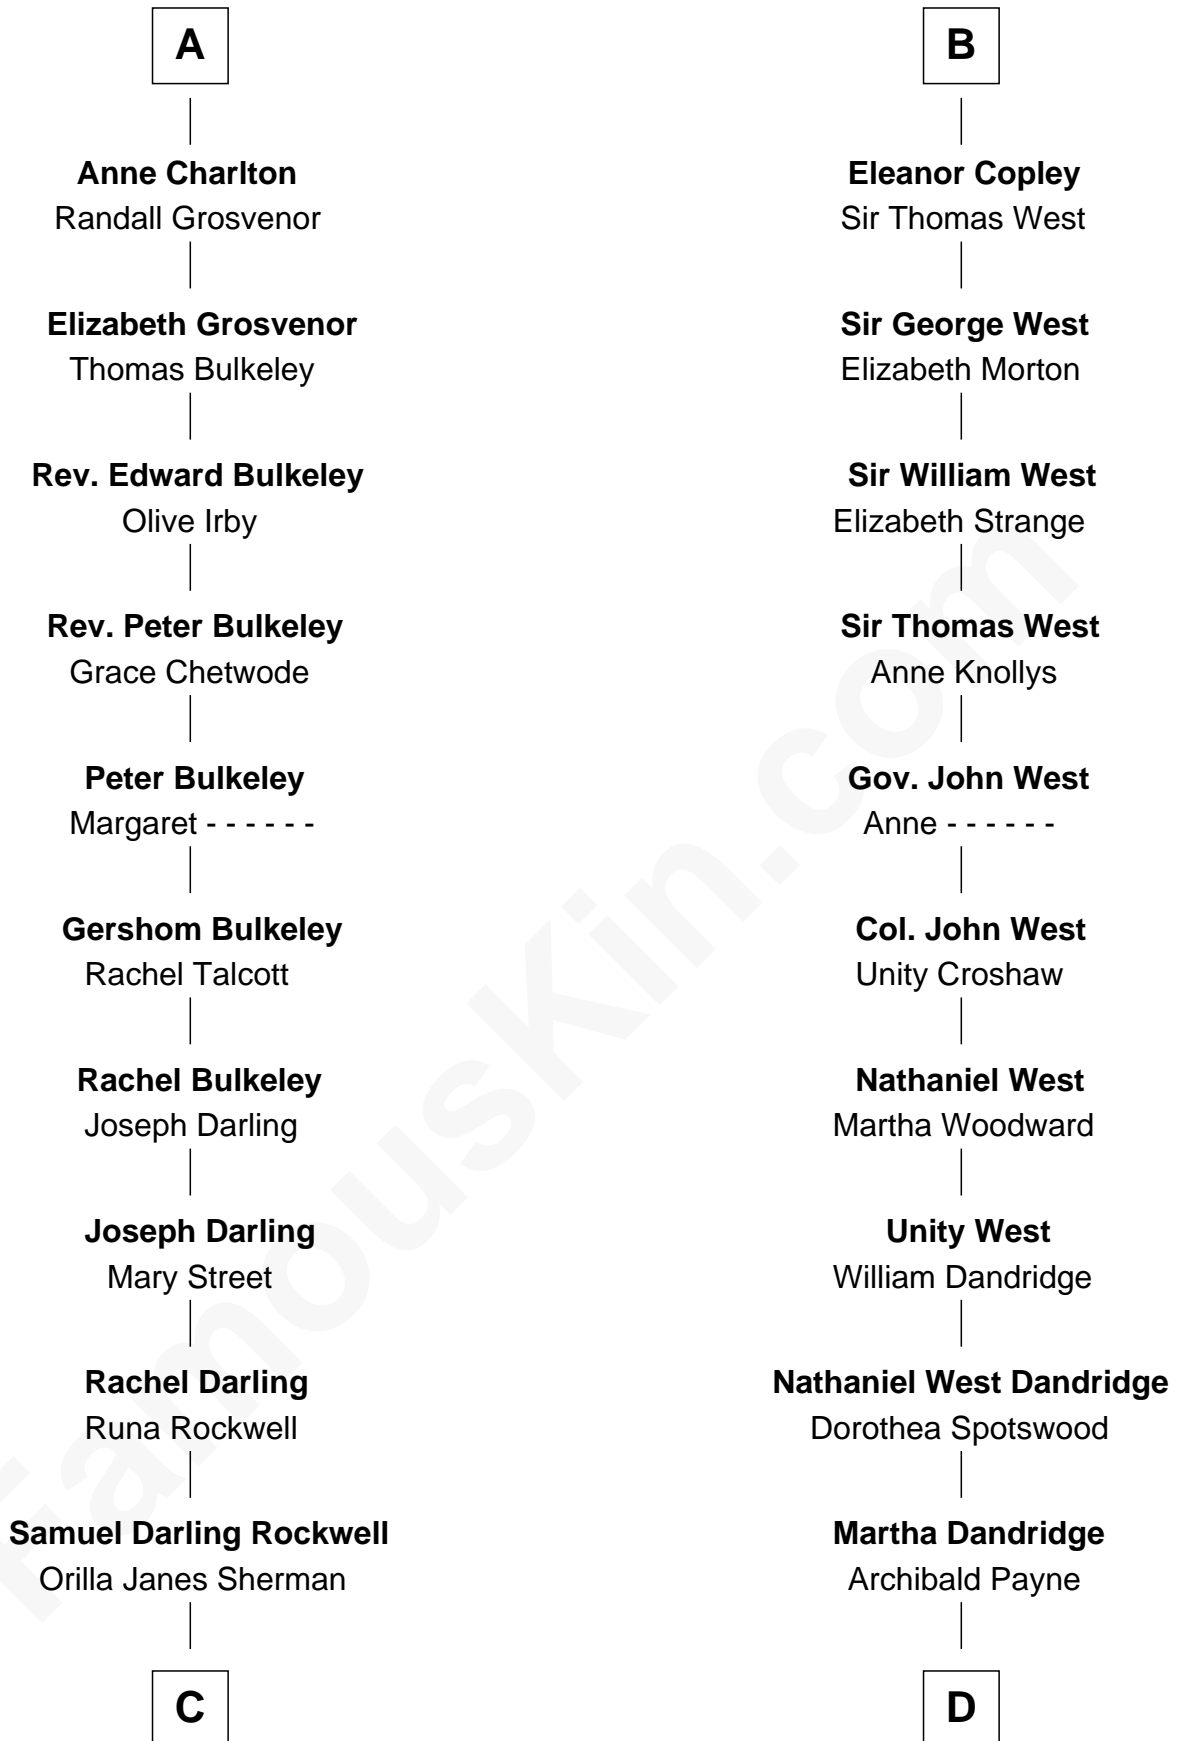 A
Anne Charlton
Randall Grosvenor
Elizabeth Grosvenor
Thomas Bulkeley
Rev. Edward Bulkeley
Olive Irby
Rev. Peter Bulkeley
Grace Chetwode
Peter Bulkeley
Margaret - - - - - -
Gershom Bulkeley
Rachel Talcott
Rachel Bulkeley
Joseph Darling
Joseph Darling
Mary Street
Rachel Darling
Runa Rockwell
Samuel Darling Rockwell
Orilla Janes Sherman
C
B
Eleanor Copley
Sir Thomas West
Sir George West
Elizabeth Morton
Sir William West
Elizabeth Strange
Sir Thomas West
Anne Knollys
Gov. John West
Anne - - - - - -
Col. John West
Unity Croshaw
Nathaniel West
Martha Woodward
Unity West
William Dandridge
Nathaniel West Dandridge
Dorothea Spotswood
Martha Dandridge
Archibald Payne
D
FamousKin.com